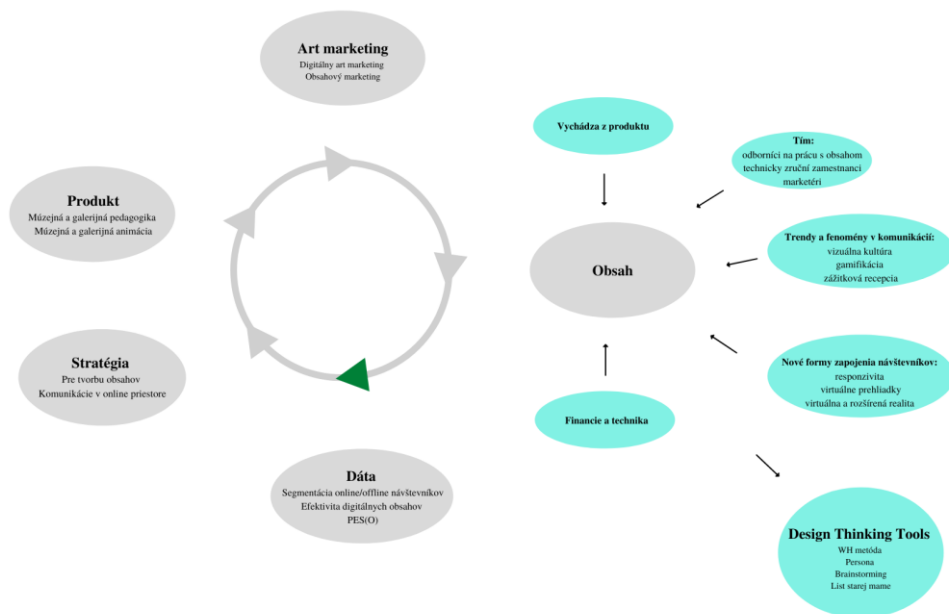 Art marketing
Digitálny art marketing
Obsahový marketing
Produkt
Múzejná a galerijná pedagogika
Múzejná a galerijná animácia
Stratégia
Pre tvorbu obsahov
Komunikácie v online priestore
Dáta
Segmentácia online/offline návštevníkov
Efektivita digitálnych obsahov
PES(O)
Obsah
Vychádza z produktu
Tím:
odborníci na prácu s obsahom
technicky zruční zamestnanci
marketéri
Trendy a fenomény v komunikácií:
vizuálna kultúra
gamifikácia
zážitková recepcia
Nové formy zapojenia návštevníkov:
responzivita
virtuálne prehliadky
virtuálna a rozšírená realita
Financie a technika
Design Thinking Tools
WH metóda
Persona
Brainstorming
List starej mame